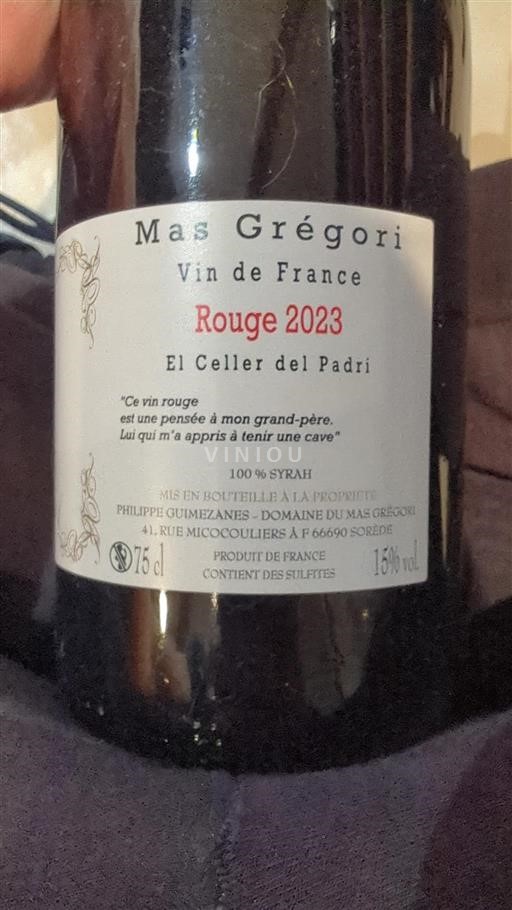 Mas Grégori
Vin de France
Rouge 2023
El Celler del Padri
"Ce vin rouge
est une pensée à mon grand-père.
Lui qui m'a appris à tenir une cave"
VINIOU
100 % SYRAH
MIS EN BOUTEILLE À LA PROPRIETE
PHILIPPE GUIMEZANES - DOMAINE DU MAS GRÉGORI
41, RUE MICOCOULIERS À F 66690 SORÈDE
75 cl PRODUIT DE FRANCE 15% vol.
CONTIENT DES SULFITES